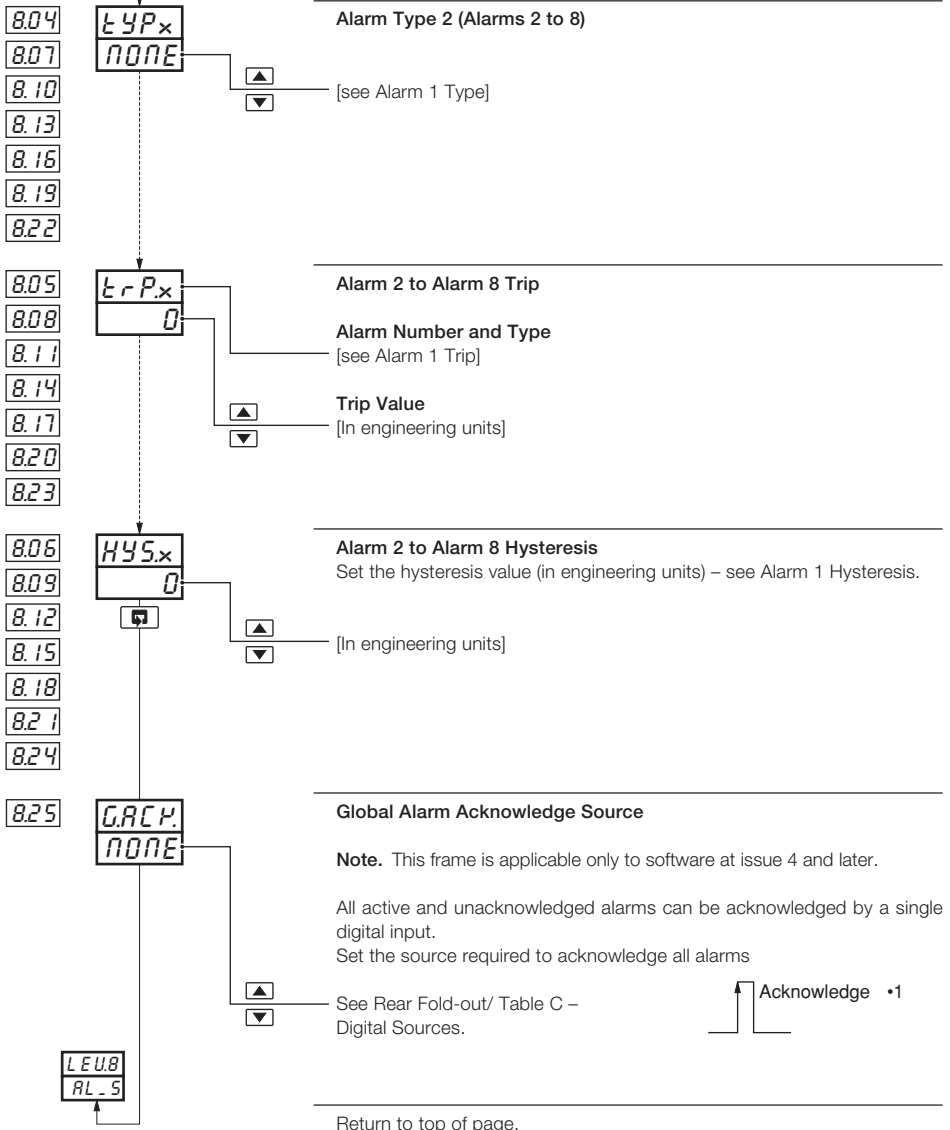 8.04
tYP.x
Alarm Type 2 (Alarms 2 to 8)
8.07
NONE
8.10
[see Alarm 1 Type]
8.13
8.16
8.19
8.22
8.05
trP.x
Alarm 2 to Alarm 8 Trip
8.08
0
Alarm Number and Type
8.11
[see Alarm 1 Trip]
8.14
Trip Value
8.17
[In engineering units]
8.20
8.23
8.06
HYS.x
Alarm 2 to Alarm 8 Hysteresis
Set the hysteresis value (in engineering units) – see Alarm 1 Hysteresis.
8.09
0
8.12
8.15
[In engineering units]
8.18
8.21
8.24
8.25
G.ACK.
Global Alarm Acknowledge Source
NONE
Note. This frame is applicable only to software at issue 4 and later.
All active and unacknowledged alarms can be acknowledged by a single
digital input.
Set the source required to acknowledge all alarms
Acknowledge •1
See Rear Fold-out/ Table C –
Digital Sources.
LEV.8
AL_S
Return to top of page.